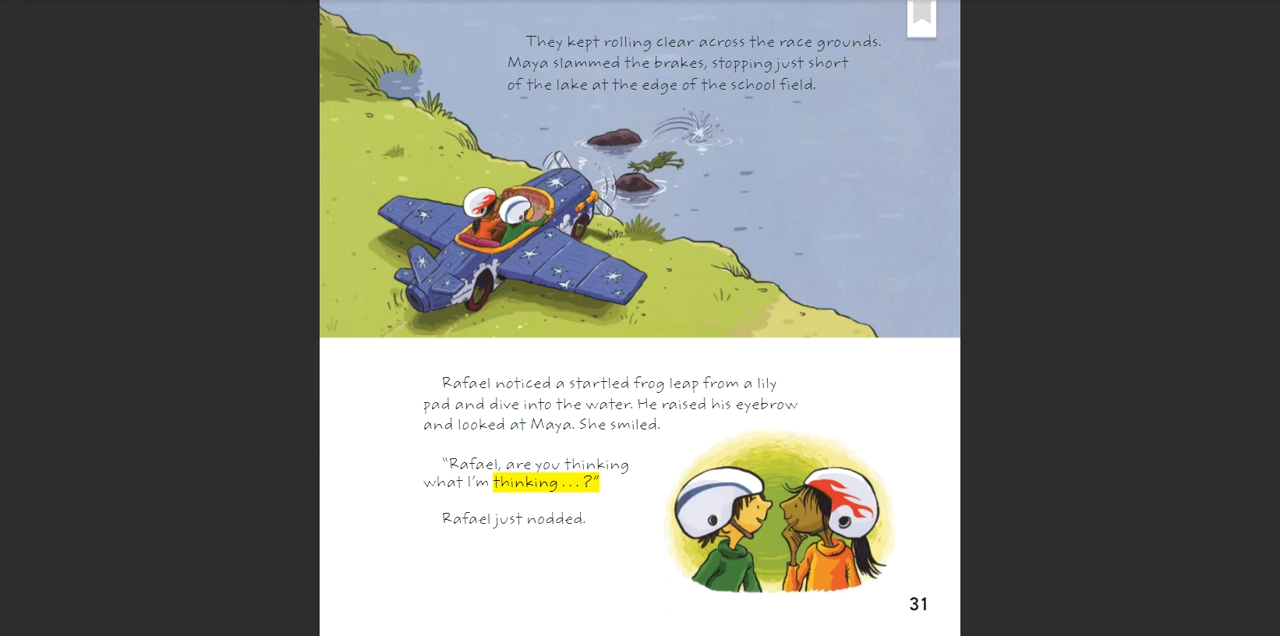 They kept rolling clear across the race grounds.
Maya slammed the brakes, stopping just short
of the lake at the edge of the school field.
Rafael noticed a startled frog leap from a lily
pad and dive into the water. He raised his eyebrow
and looked at Maya. She smiled.
“Rafael, are you thinking
what I’m thinking . . . ?”
Rafael just nodded.
31